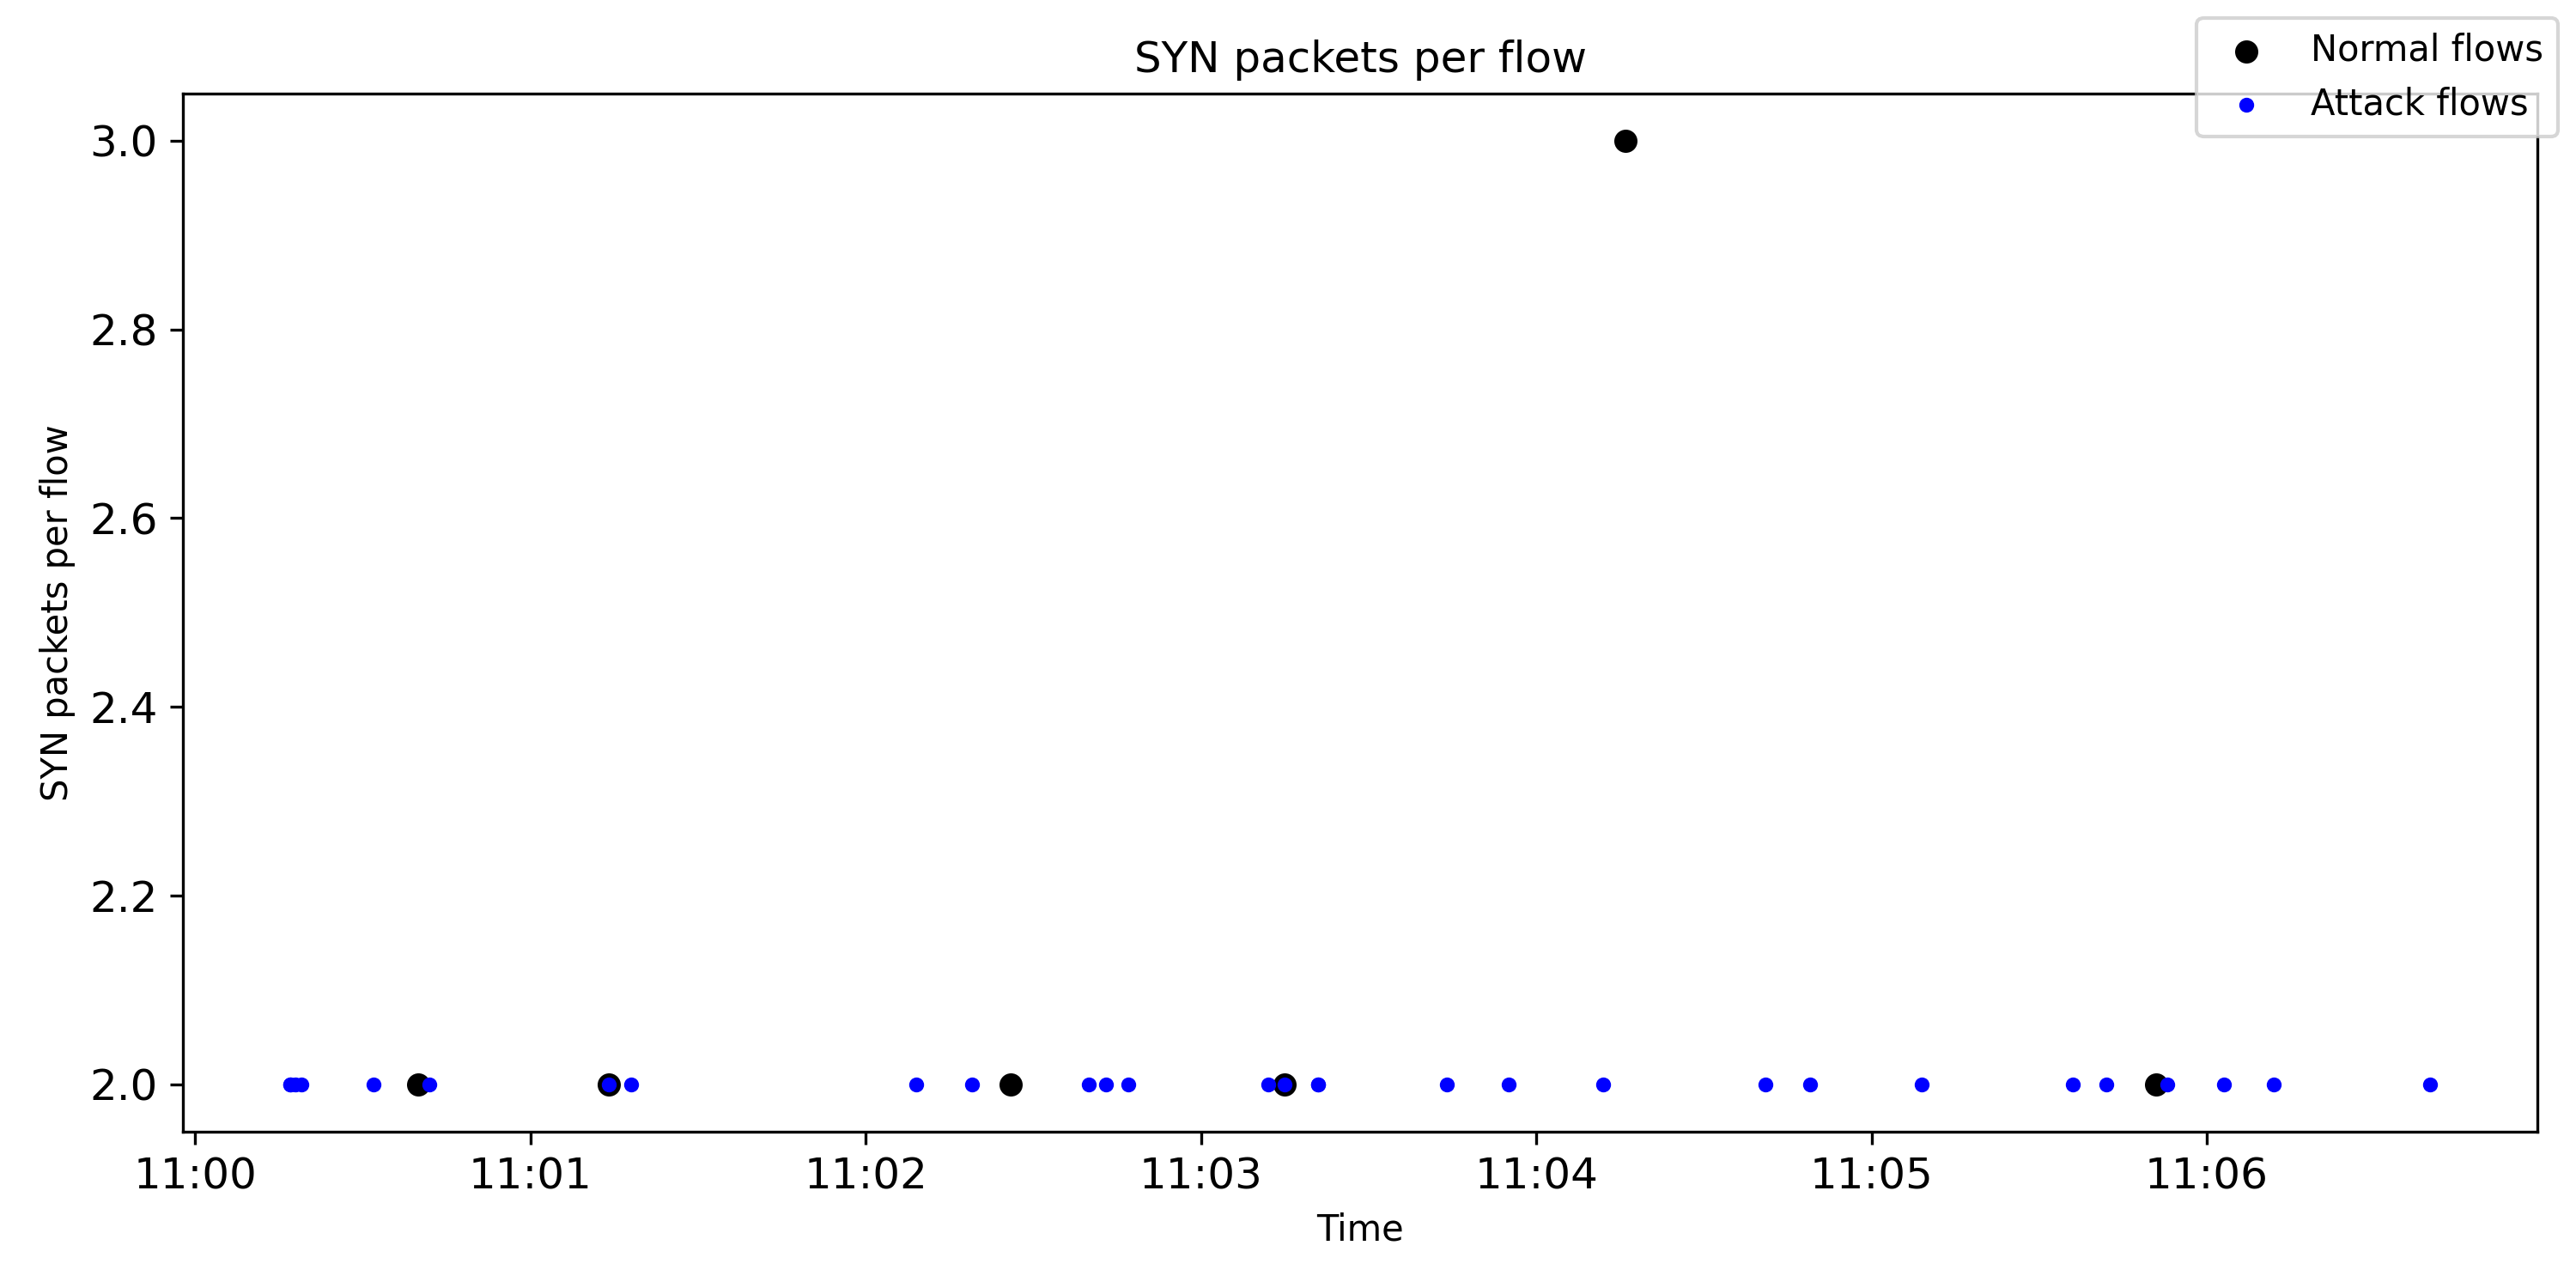 SYN packets per flow
Normal flows
Attack flows
SYN packets per flow
3.0
2.8
2.6
2.4
2.2
2.0
11:00 11:01 11:02 11:03 11:04 11:05 11:06
Time